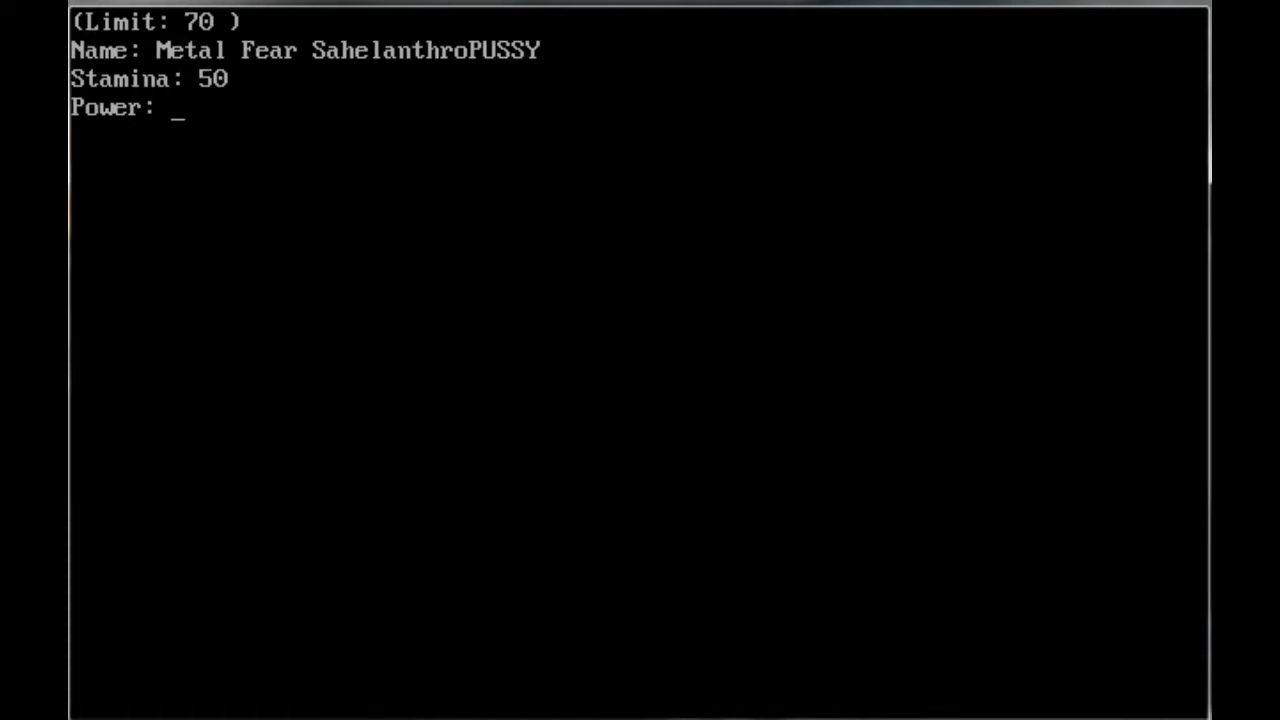 (Limit: 70 )
Name: Metal Fear SahelanthroPUSSY
Stamina: 50
Power: _